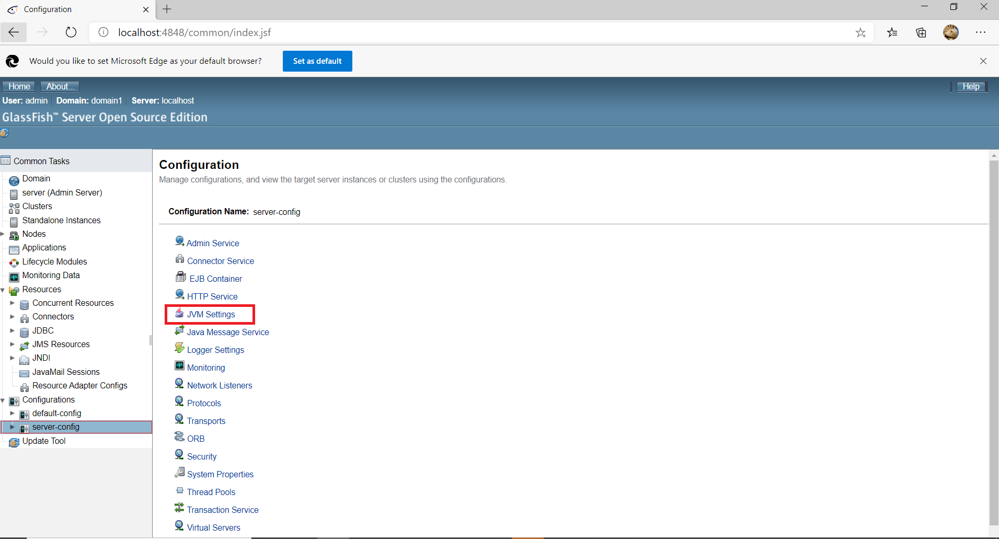 Configuration
localhost:4848/common/index.jsf
Would you like to set Microsoft Edge as your default browser? Set as default
Home About... Help
User: admin Domain: domain1 Server: localhost
GlassFish™ Server Open Source Edition
Common Tasks
Domain
server (Admin Server)
Clusters
Standalone Instances
Nodes
Applications
Lifecycle Modules
Monitoring Data
Resources
Concurrent Resources
Connectors
JDBC
JMS Resources
JNDI
JavaMail Sessions
Resource Adapter Configs
Configurations
default-config
server-config
Update Tool
Configuration
Manage configurations, and view the target server instances or clusters using the configurations.
Configuration Name: server-config
Admin Service
Connector Service
EJB Container
HTTP Service
JVM Settings
Java Message Service
Logger Settings
Monitoring
Network Listeners
Protocols
Transports
ORB
Security
System Properties
Thread Pools
Transaction Service
Virtual Servers